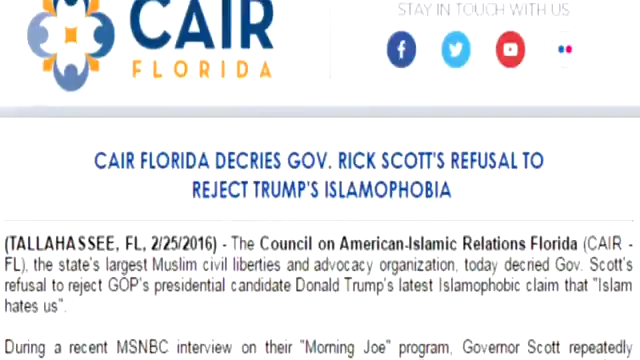 CAIR
FLORIDA
STAY IN TOUCH WITH US
CAIR FLORIDA DECRIES GOV. RICK SCOTT'S REFUSAL TO
REJECT TRUMP'S ISLAMOPHOBIA
(TALLAHASSEE, FL, 2/25/2016) - The Council on American-Islamic Relations Florida (CAIR -
FL), the state's largest Muslim civil liberties and advocacy organization, today decried Gov. Scott's
refusal to reject GOP's presidential candidate Donald Trump's latest Islamophobic claim that "Islam
hates us".
During a recent MSNBC interview on their "Morning Joe" program, Governor Scott repeatedly